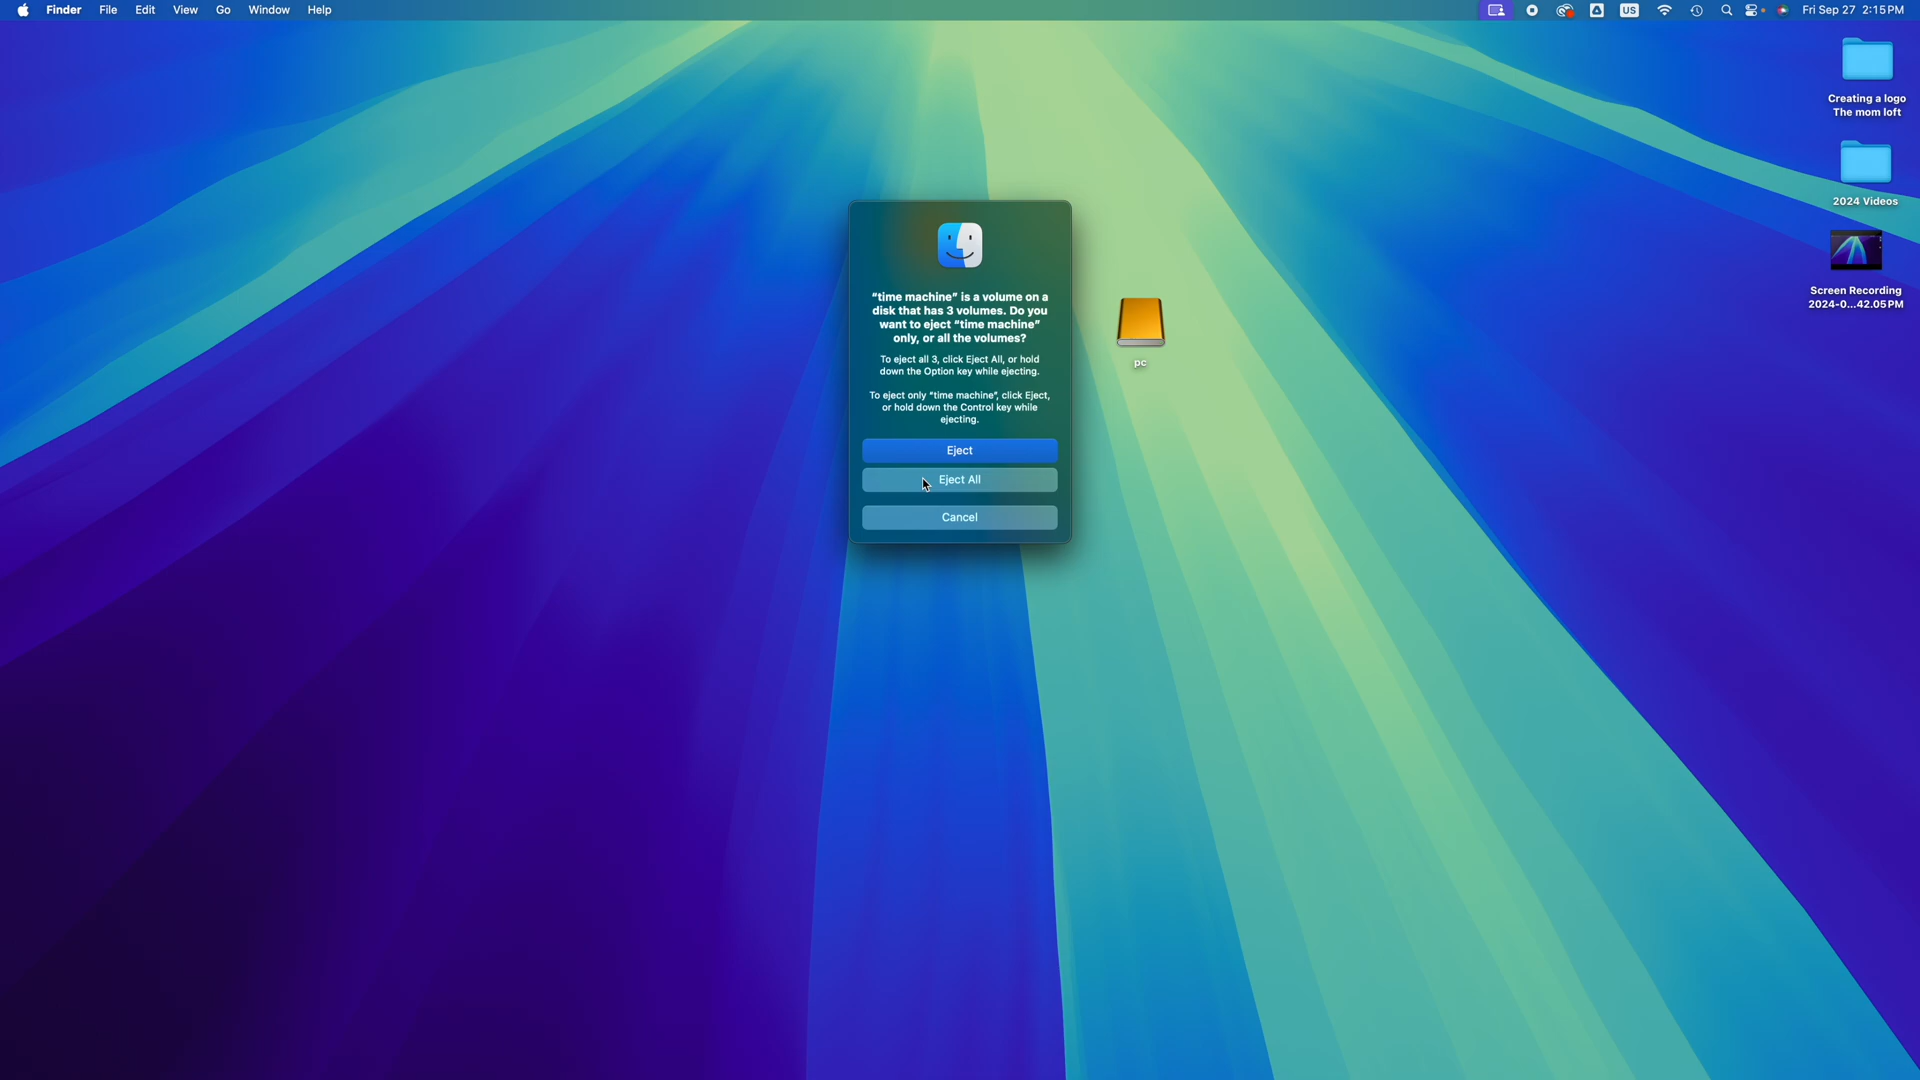 Finder File Edit View Go Window Help
US
Fri Sep 27 2:15 PM
Creating a logo
The mom loft
2024 Videos
Screen Recording
2024-0...42.05 PM
"time machine" is a volume on a
disk that has 3 volumes. Do you
want to eject "time machine"
only, or all the volumes?
To eject all 3, click Eject All, or hold
down the Option key while ejecting.
To eject only "time machine", click Eject,
or hold down the Control key while
ejecting.
Eject
Eject All
Cancel
pc